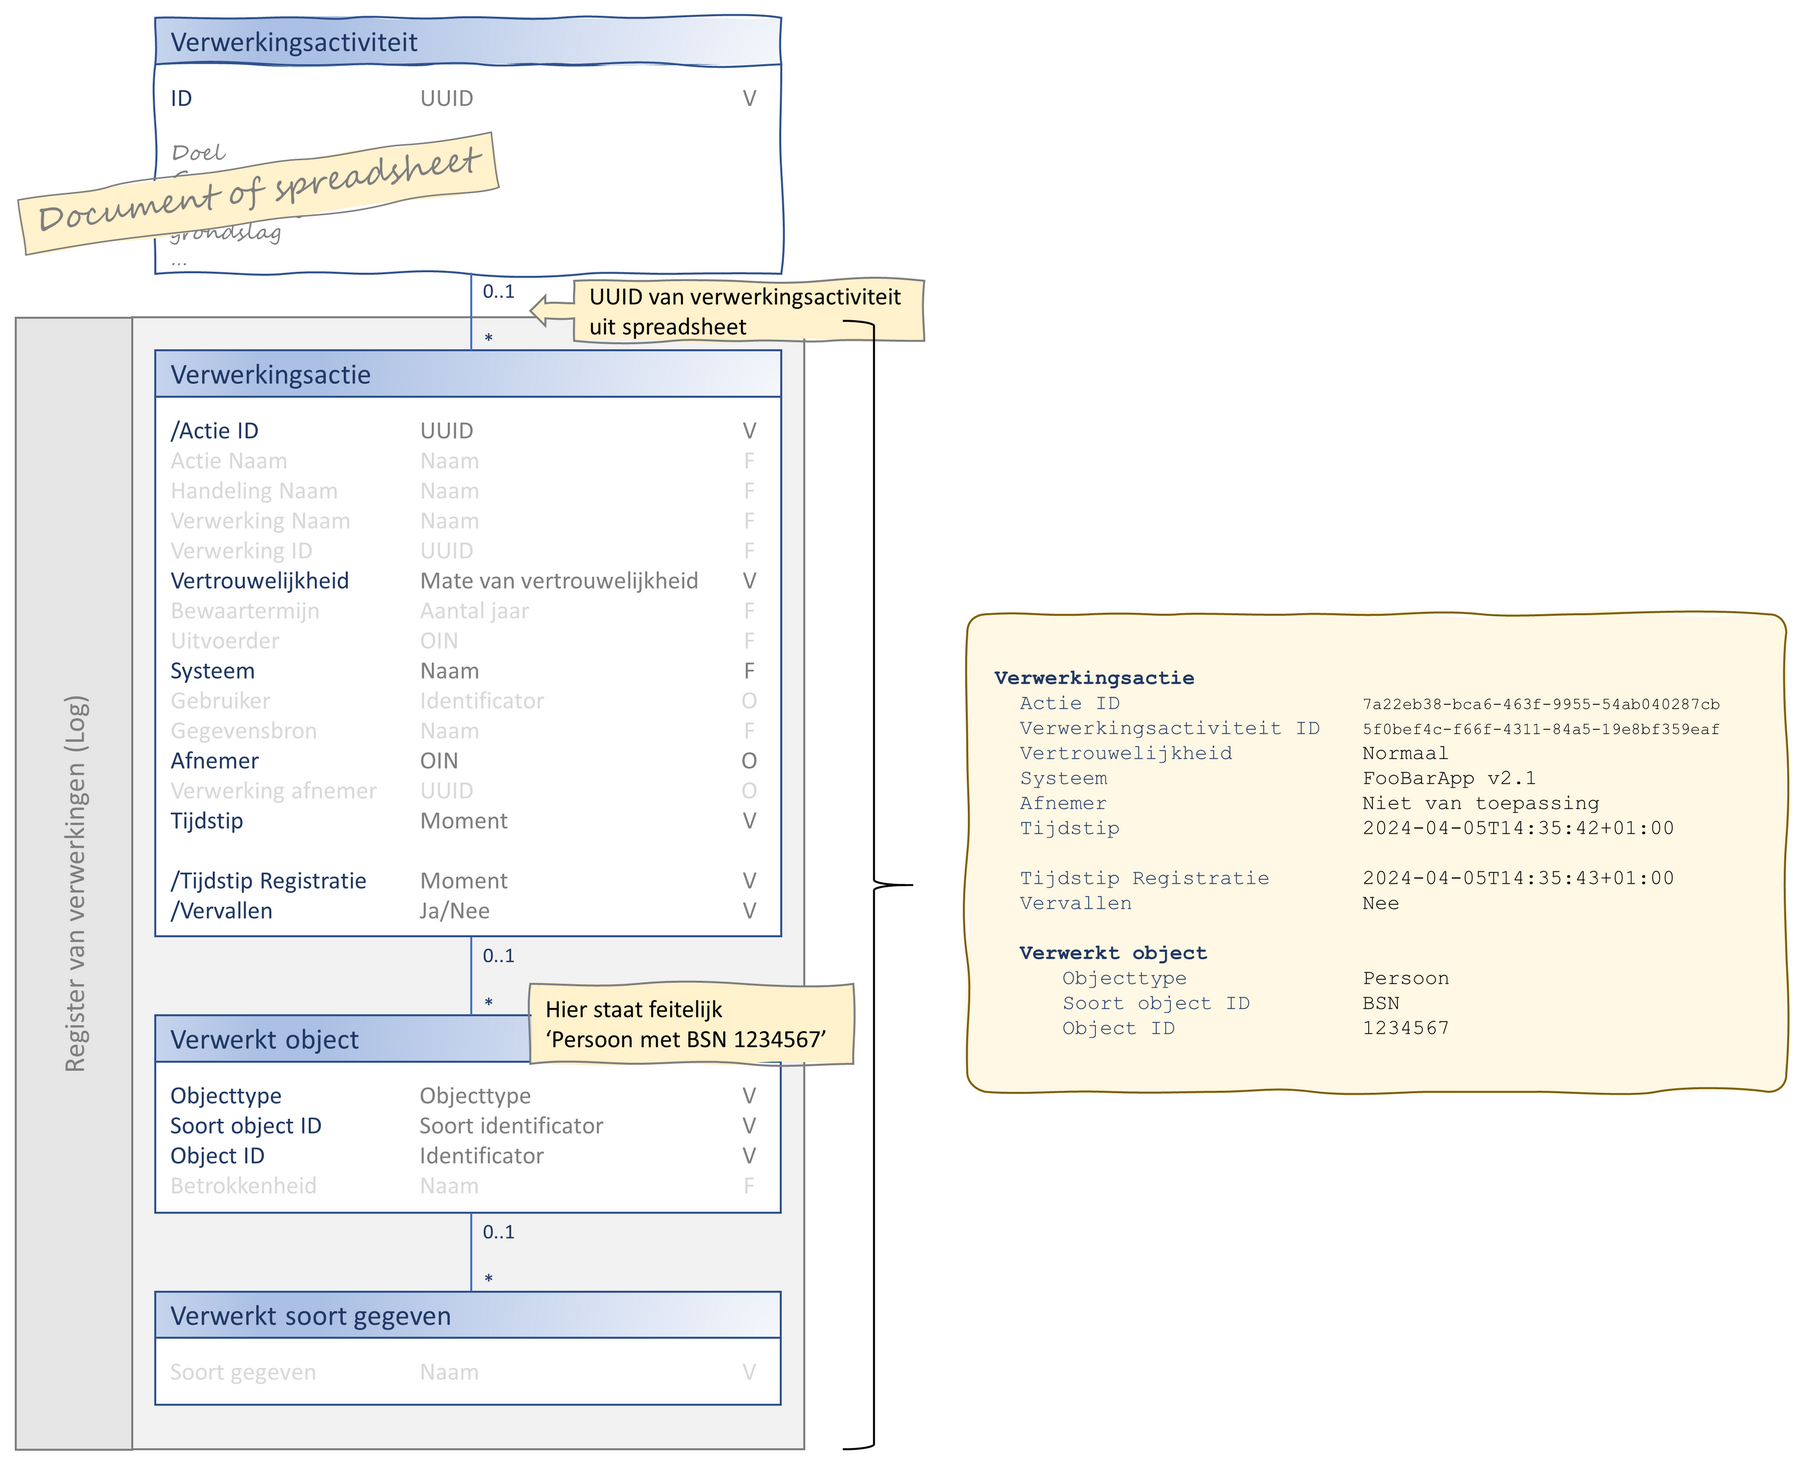 Verwerkingsactiviteit
ID UUID V
Doel
Document of spreadsheet
grondslag
...
0..1
UUID van verwerkingsactiviteit
uit spreadsheet
*
Register van verwerkingen (Log)
Verwerkingsactie
/Actie ID UUID V
Actie Naam Naam F
Handeling Naam Naam F
Verwerking Naam Naam F
Verwerking ID UUID F
Vertrouwelijkheid Mate van vertrouwelijkheid V
Bewaartermijn Aantal jaar F
Uitvoerder OIN F
Systeem Naam F
Gebruiker Identificator O
Gegevensbron Naam F
Afnemer OIN O
Verwerking afnemer UUID O
Tijdstip Moment V
/Tijdstip Registratie Moment V
/Vervallen Ja/Nee V
0..1
*
Hier staat feitelijk
‘Persoon met BSN 1234567’
Verwerkt object
Objecttype Objecttype V
Soort object ID Soort identificator V
Object ID Identificator V
Betrokkenheid Naam F
0..1
*
Verwerkt soort gegeven
Soort gegeven Naam V
Verwerkingsactie
Actie ID 7a22eb38-bca6-463f-9955-54ab040287cb
Verwerkingsactiviteit ID 5f0bef4c-f66f-4311-84a5-19e8bf359eaf
Vertrouwelijkheid Normaal
Systeem FooBarApp v2.1
Afnemer Niet van toepassing
Tijdstip 2024-04-05T14:35:42+01:00
Tijdstip Registratie 2024-04-05T14:35:43+01:00
Vervallen Nee
Verwerkt object
Objecttype Persoon
Soort object ID BSN
Object ID 1234567